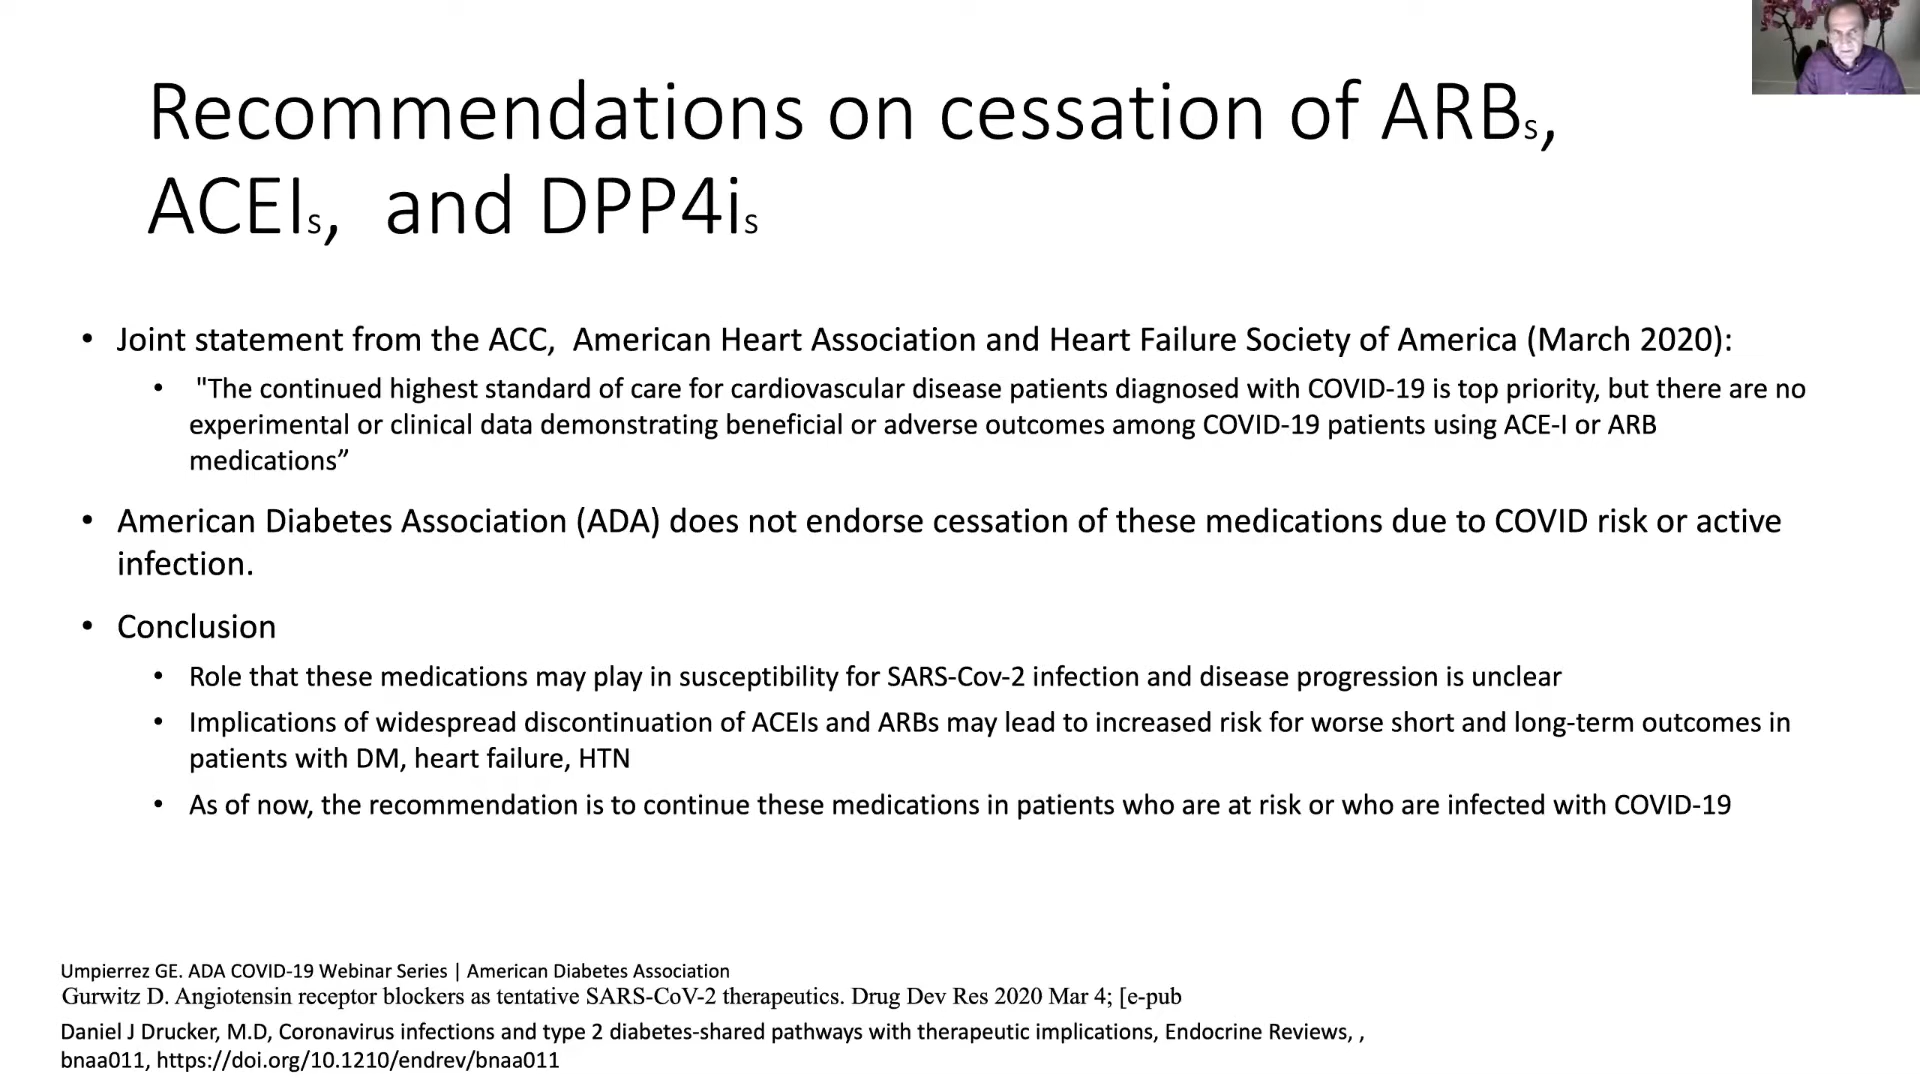 Recommendations on cessation of ARBs,
ACEIs, and DPP4is
• Joint statement from the ACC, American Heart Association and Heart Failure Society of America (March 2020):
• "The continued highest standard of care for cardiovascular disease patients diagnosed with COVID-19 is top priority, but there are no
experimental or clinical data demonstrating beneficial or adverse outcomes among COVID-19 patients using ACE-I or ARB
medications”
• American Diabetes Association (ADA) does not endorse cessation of these medications due to COVID risk or active
infection.
• Conclusion
• Role that these medications may play in susceptibility for SARS-Cov-2 infection and disease progression is unclear
• Implications of widespread discontinuation of ACEIs and ARBs may lead to increased risk for worse short and long-term outcomes in
patients with DM, heart failure, HTN
• As of now, the recommendation is to continue these medications in patients who are at risk or who are infected with COVID-19
Umpierrez GE. ADA COVID-19 Webinar Series | American Diabetes Association
Gurwitz D. Angiotensin receptor blockers as tentative SARS-CoV-2 therapeutics. Drug Dev Res 2020 Mar 4; [e-pub
Daniel J Drucker, M.D, Coronavirus infections and type 2 diabetes-shared pathways with therapeutic implications, Endocrine Reviews, ,
bnaa011, https://doi.org/10.1210/endrev/bnaa011